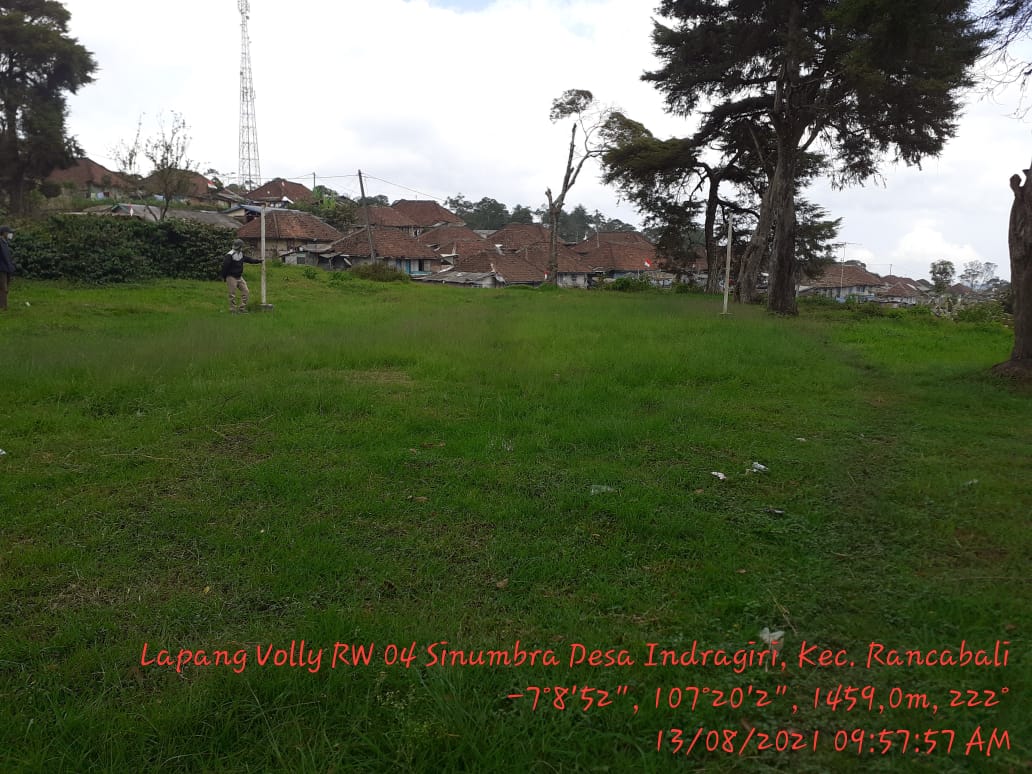 Lapang Volly RW 04 Sinumbra Desa Indragiri, Kec. Rancabali
-7°8'52", 107°20'2", 1459,0m, 222°
13/08/2021 09:57:57 AM